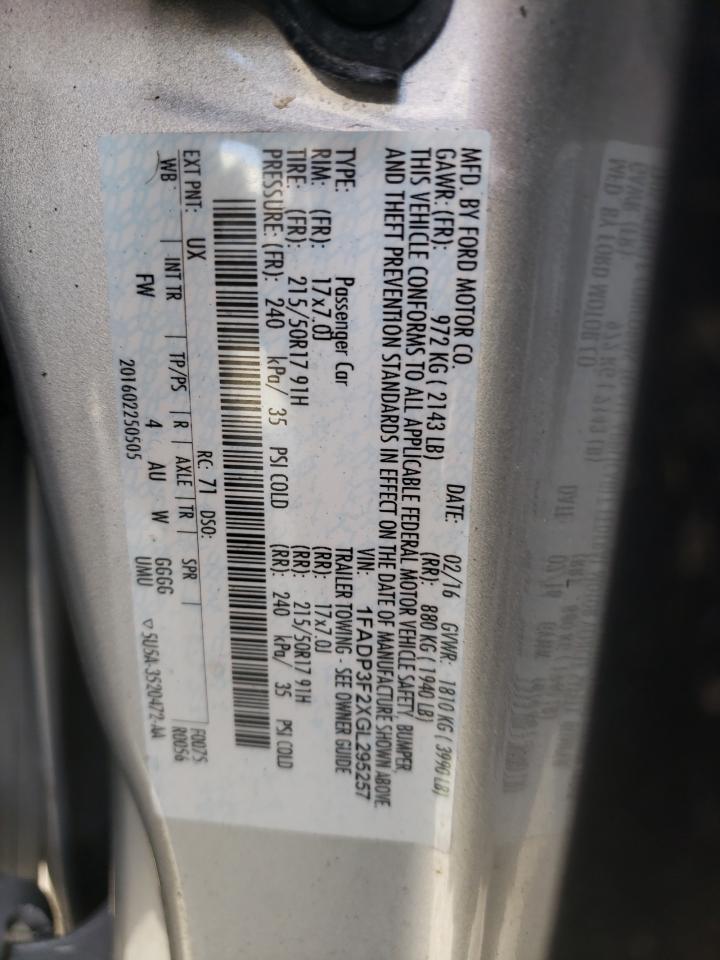 MFD. BY FORD MOTOR CO.
DATE: 02/16 GVWR: 1810 KG ( 3990 LB)
GAWR: (FR): 972 KG ( 2143 LB) (RR): 880 KG ( 1940 LB)
THIS VEHICLE CONFORMS TO ALL APPLICABLE FEDERAL MOTOR VEHICLE SAFETY, BUMPER,
AND THEFT PREVENTION STANDARDS IN EFFECT ON THE DATE OF MANUFACTURE SHOWN ABOVE.
VIN: 1FADP3F2XGL295257
TYPE: Passenger Car TRAILER TOWING - SEE OWNER GUIDE
RIM: (FR): 17x7.0J (RR): 17x7.0J
TIRE: (FR): 215/50R17 91H (RR): 215/50R17 91H
PRESSURE: (FR): 240 kPa/ 35 PSI COLD (RR): 240 kPa/ 35 PSI COLD
EXT PNT: UX RC: 71 DSO: F0075
WB INT TR TP/PS R AXLE TR SPR R0056
FW 4 AU W GGGG
201602250505 UMU ▽ 5U5A-3520472-AA